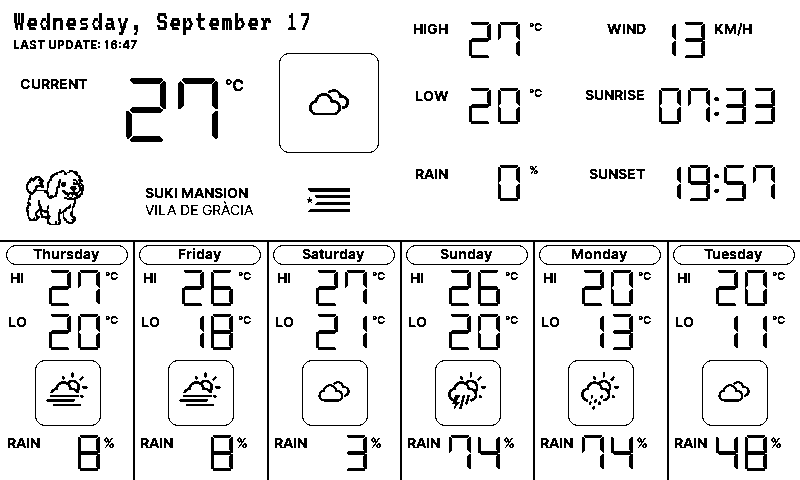 Wednesday, September 17
LAST UPDATE: 16:47
CURRENT 27 °C
HIGH 27 °C
WIND 13 KM/H
LOW 20 °C
SUNRISE 07:33
RAIN 0 %
SUNSET 19:57
SUKI MANSION
VILA DE GRÀCIA
Thursday
HI 27 °C
LO 20 °C
RAIN 8 %
Friday
HI 26 °C
LO 18 °C
RAIN 8 %
Saturday
HI 27 °C
LO 21 °C
RAIN 3 %
Sunday
HI 26 °C
LO 20 °C
RAIN 74 %
Monday
HI 20 °C
LO 13 °C
RAIN 74 %
Tuesday
HI 20 °C
LO 11 °C
RAIN 48 %